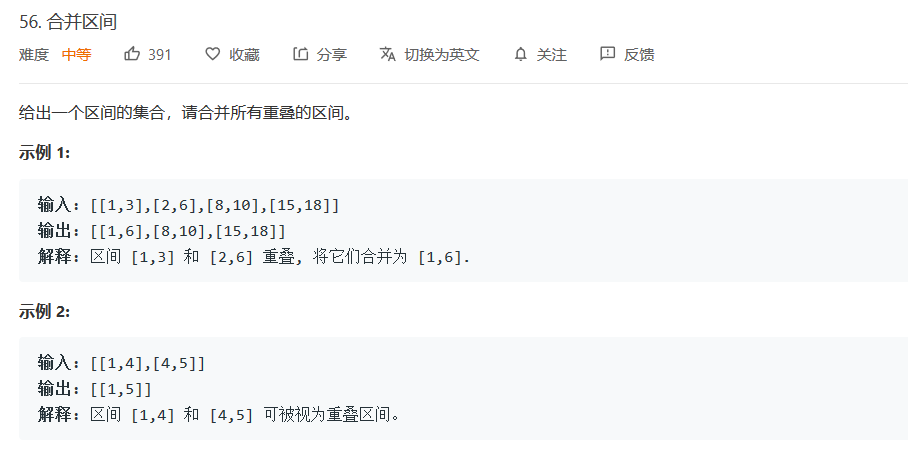 56. 合并区间
难度 中等 391 收藏 分享 切换为英文 关注 反馈
给出一个区间的集合，请合并所有重叠的区间。
示例 1:
输入: [[1,3],[2,6],[8,10],[15,18]]
输出: [[1,6],[8,10],[15,18]]
解释: 区间 [1,3] 和 [2,6] 重叠, 将它们合并为 [1,6].
示例 2:
输入: [[1,4],[4,5]]
输出: [[1,5]]
解释: 区间 [1,4] 和 [4,5] 可被视为重叠区间。